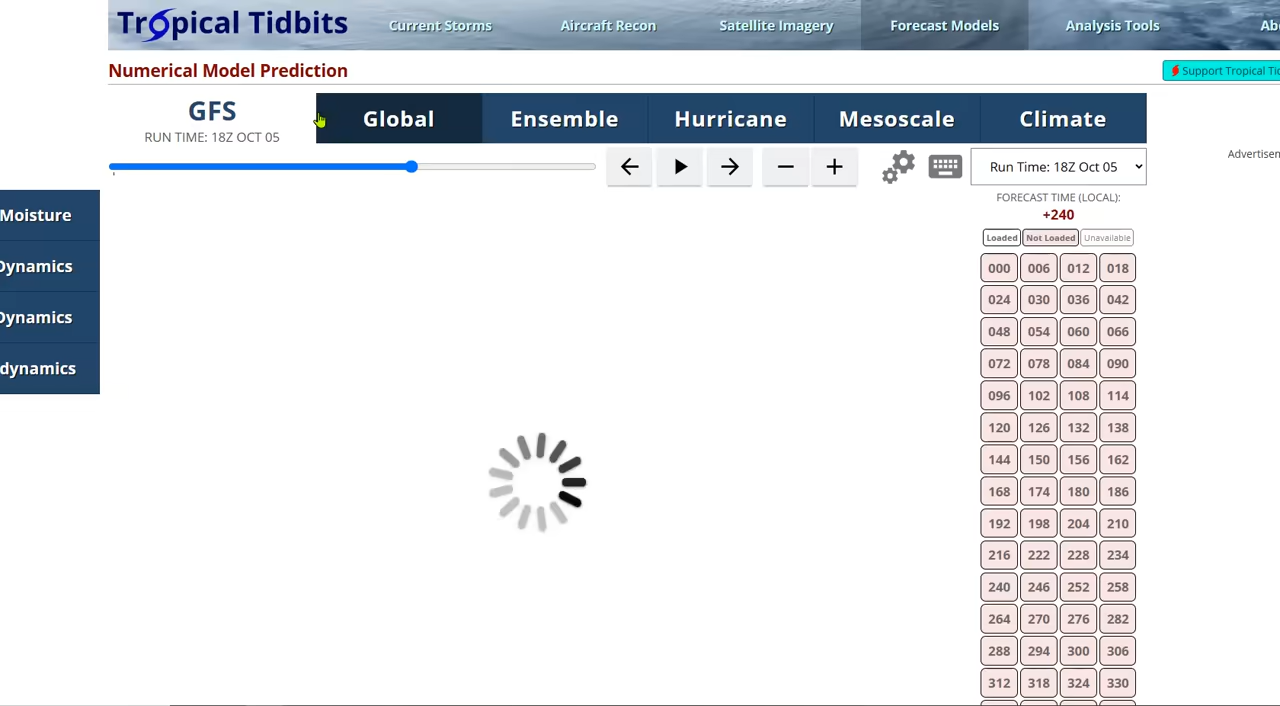 Tropical Tidbits
Current Storms
Aircraft Recon
Satellite Imagery
Forecast Models
Analysis Tools
Ab
Numerical Model Prediction
Support Tropical Tid
GFS
RUN TIME: 18Z OCT 05
Global
Ensemble
Hurricane
Mesoscale
Climate
Run Time: 18Z Oct 05
Advertisem
FORECAST TIME (LOCAL):
+240
Loaded Not Loaded Unavailable
Moisture
Dynamics
Dynamics
dynamics
000 006 012 018
024 030 036 042
048 054 060 066
072 078 084 090
096 102 108 114
120 126 132 138
144 150 156 162
168 174 180 186
192 198 204 210
216 222 228 234
240 246 252 258
264 270 276 282
288 294 300 306
312 318 324 330